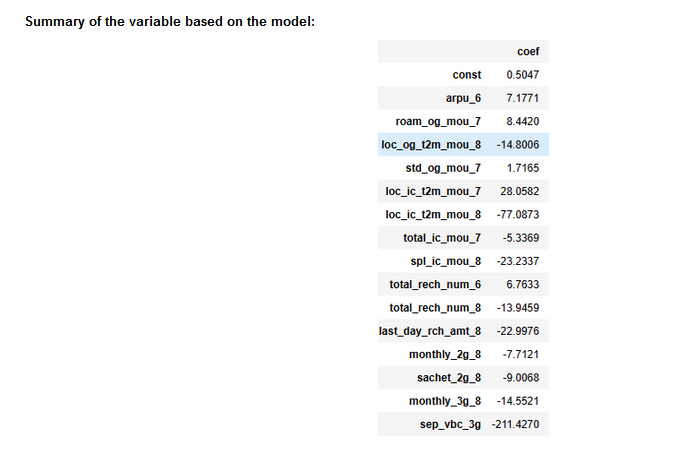 Summary of the variable based on the model:
coef
const 0.5047
arpu_6 7.1771
roam_og_mou_7 8.4420
loc_og_t2m_mou_8 -14.8006
std_og_mou_7 1.7165
loc_ic_t2m_mou_7 28.0582
loc_ic_t2m_mou_8 -77.0873
total_ic_mou_7 -5.3369
spl_ic_mou_8 -23.2337
total_rech_num_6 6.7633
total_rech_num_8 -13.9459
last_day_rch_amt_8 -22.9976
monthly_2g_8 -7.7121
sachet_2g_8 -9.0068
monthly_3g_8 -14.5521
sep_vbc_3g -211.4270